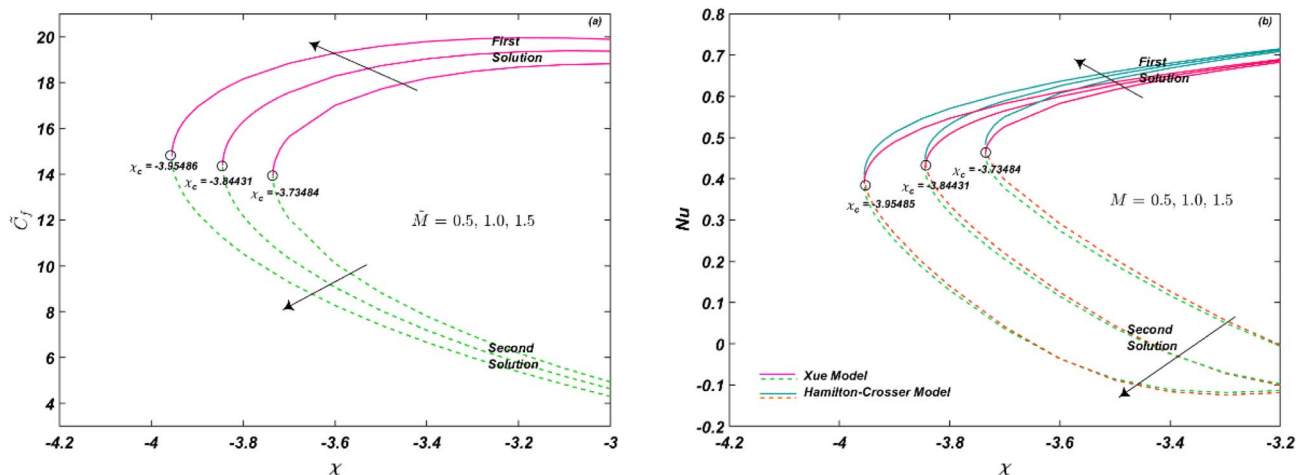 (a)
20
18
16
14
12
10
8
6
4
C̃f
First
Solution
χc = -3.95486
χc = -3.84431
χc = -3.73484
M̃ = 0.5, 1.0, 1.5
Second
Solution
-4.2
-4
-3.8
-3.6
-3.4
-3.2
-3
χ
(b)
0.8
0.7
0.6
0.5
0.4
0.3
0.2
0.1
0
-0.1
-0.2
Nu
First
Solution
χc = -3.73484
χc = -3.84431
χc = -3.95485
M = 0.5, 1.0, 1.5
Second
Solution
Xue Model
Hamilton-Crosser Model
-4.2
-4
-3.8
-3.6
-3.4
-3.2
χ